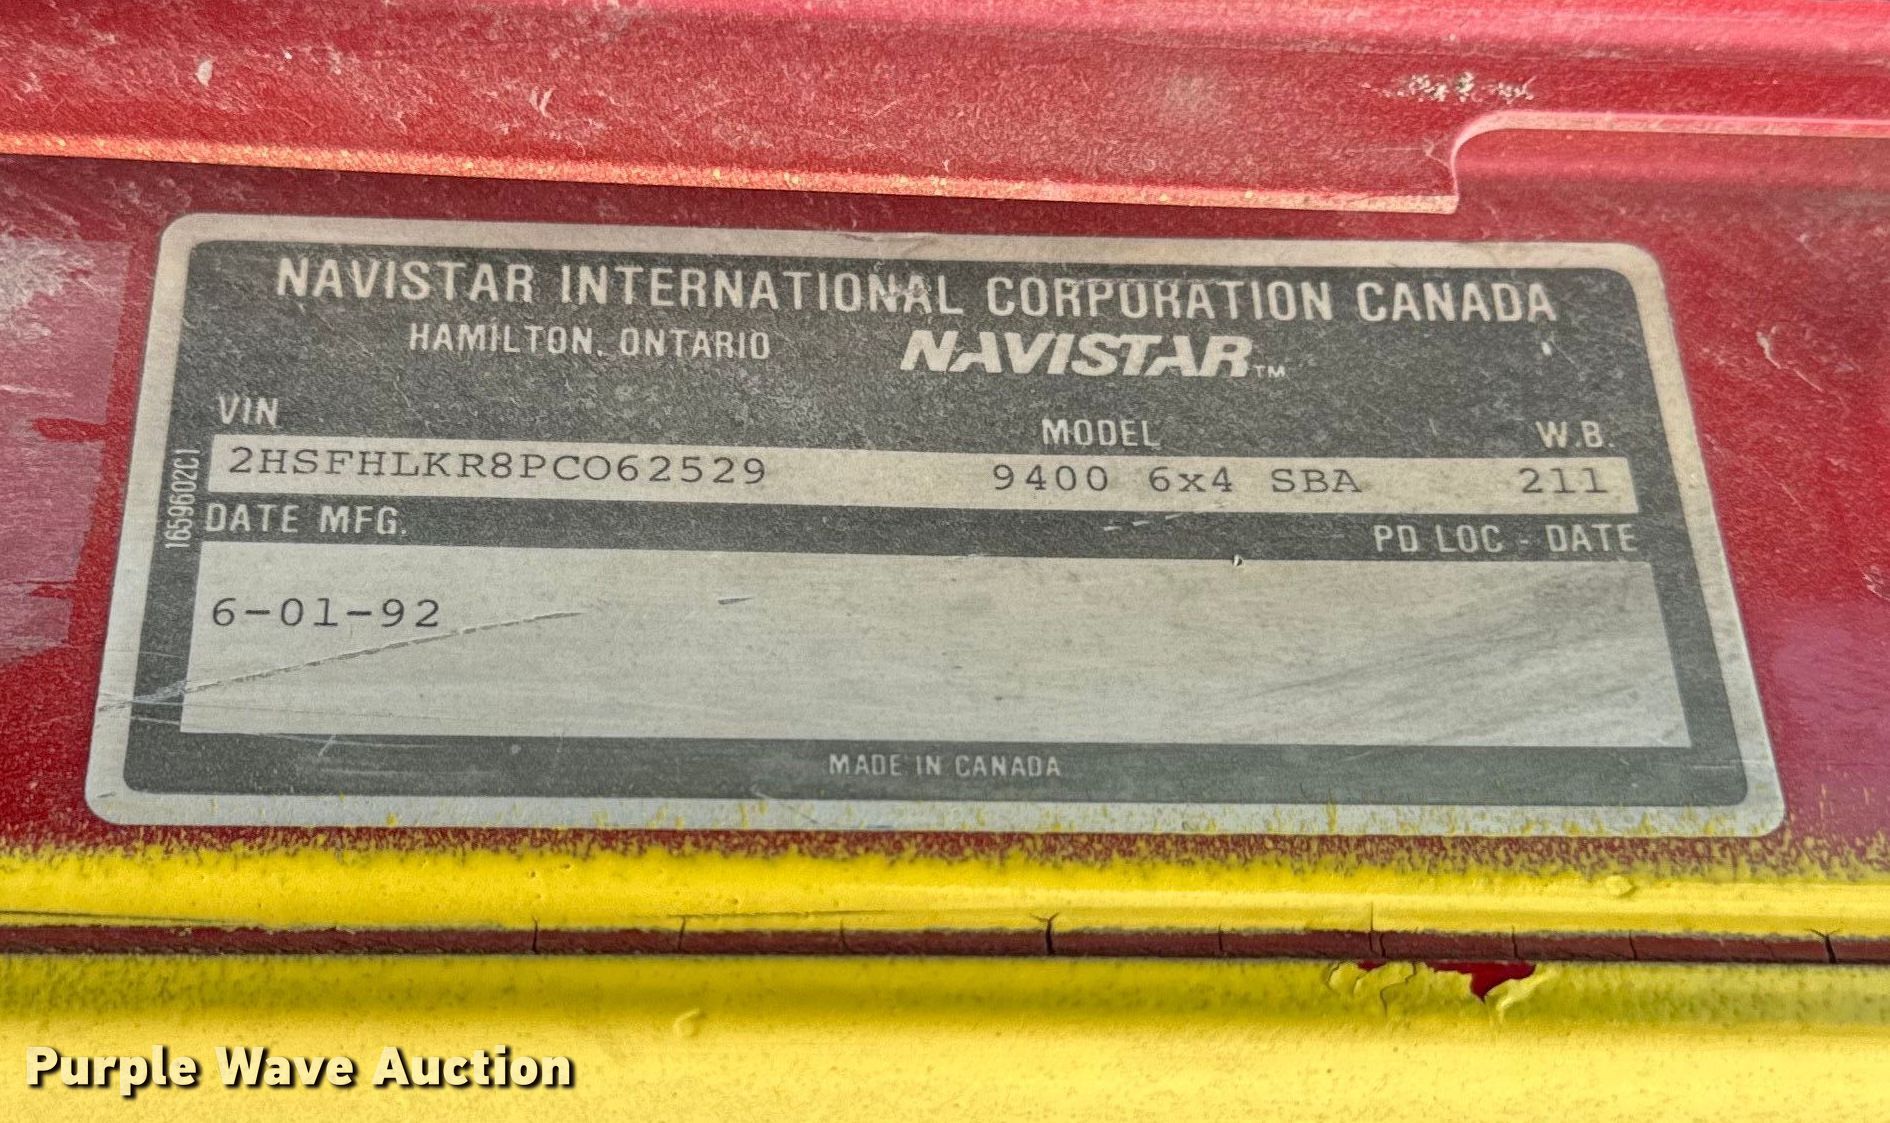 NAVISTAR INTERNATIONAL CORPORATION CANADA
HAMILTON, ONTARIO NAVISTAR™
VIN MODEL W.B.
2HSFHLKR8PC062529 9400 6x4 SBA 211
1659602C1
DATE MFG. PD LOC - DATE
6-01-92
MADE IN CANADA
Purple Wave Auction